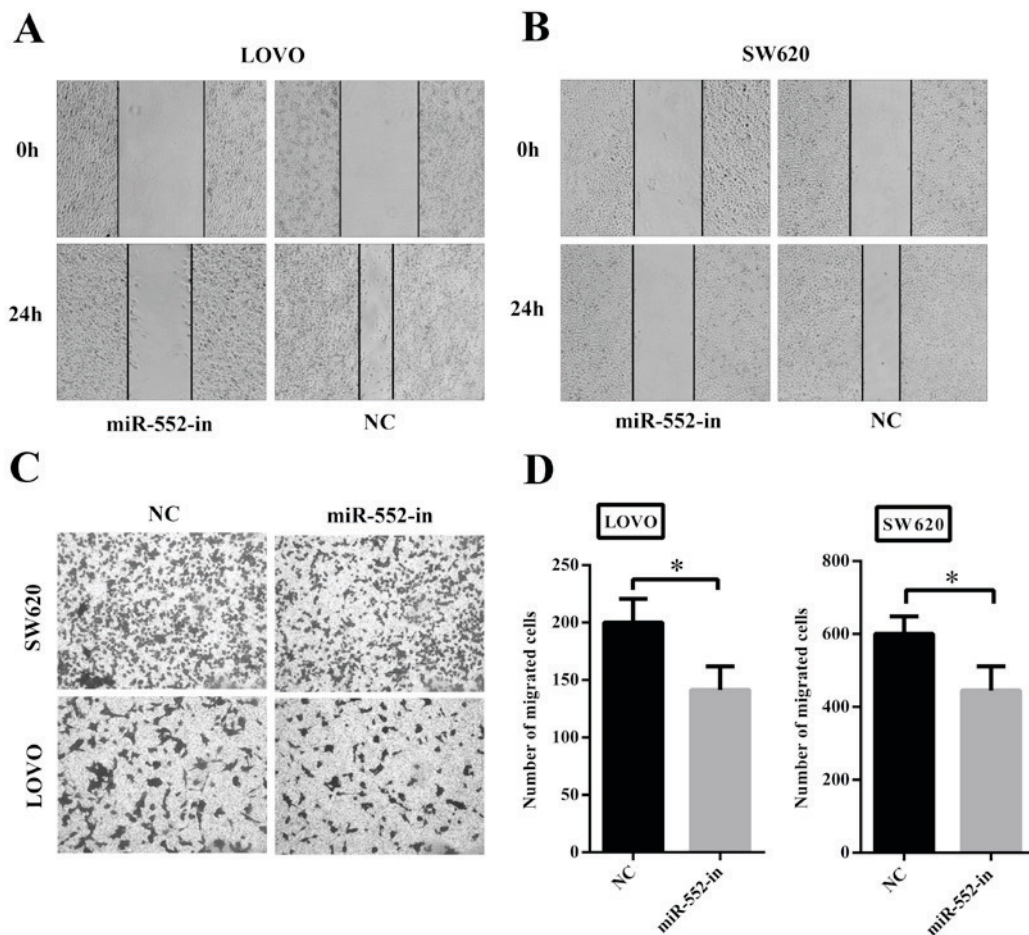 A
LOVO
0h
24h
miR-552-in NC
B
SW620
0h
24h
miR-552-in NC
C
NC miR-552-in
SW620
LOVO
D
LOVO
Number of migrated cells
250
200
150
100
50
0
*
NC
miR-552-in
SW620
Number of migrated cells
800
600
400
200
0
*
NC
miR-552-in